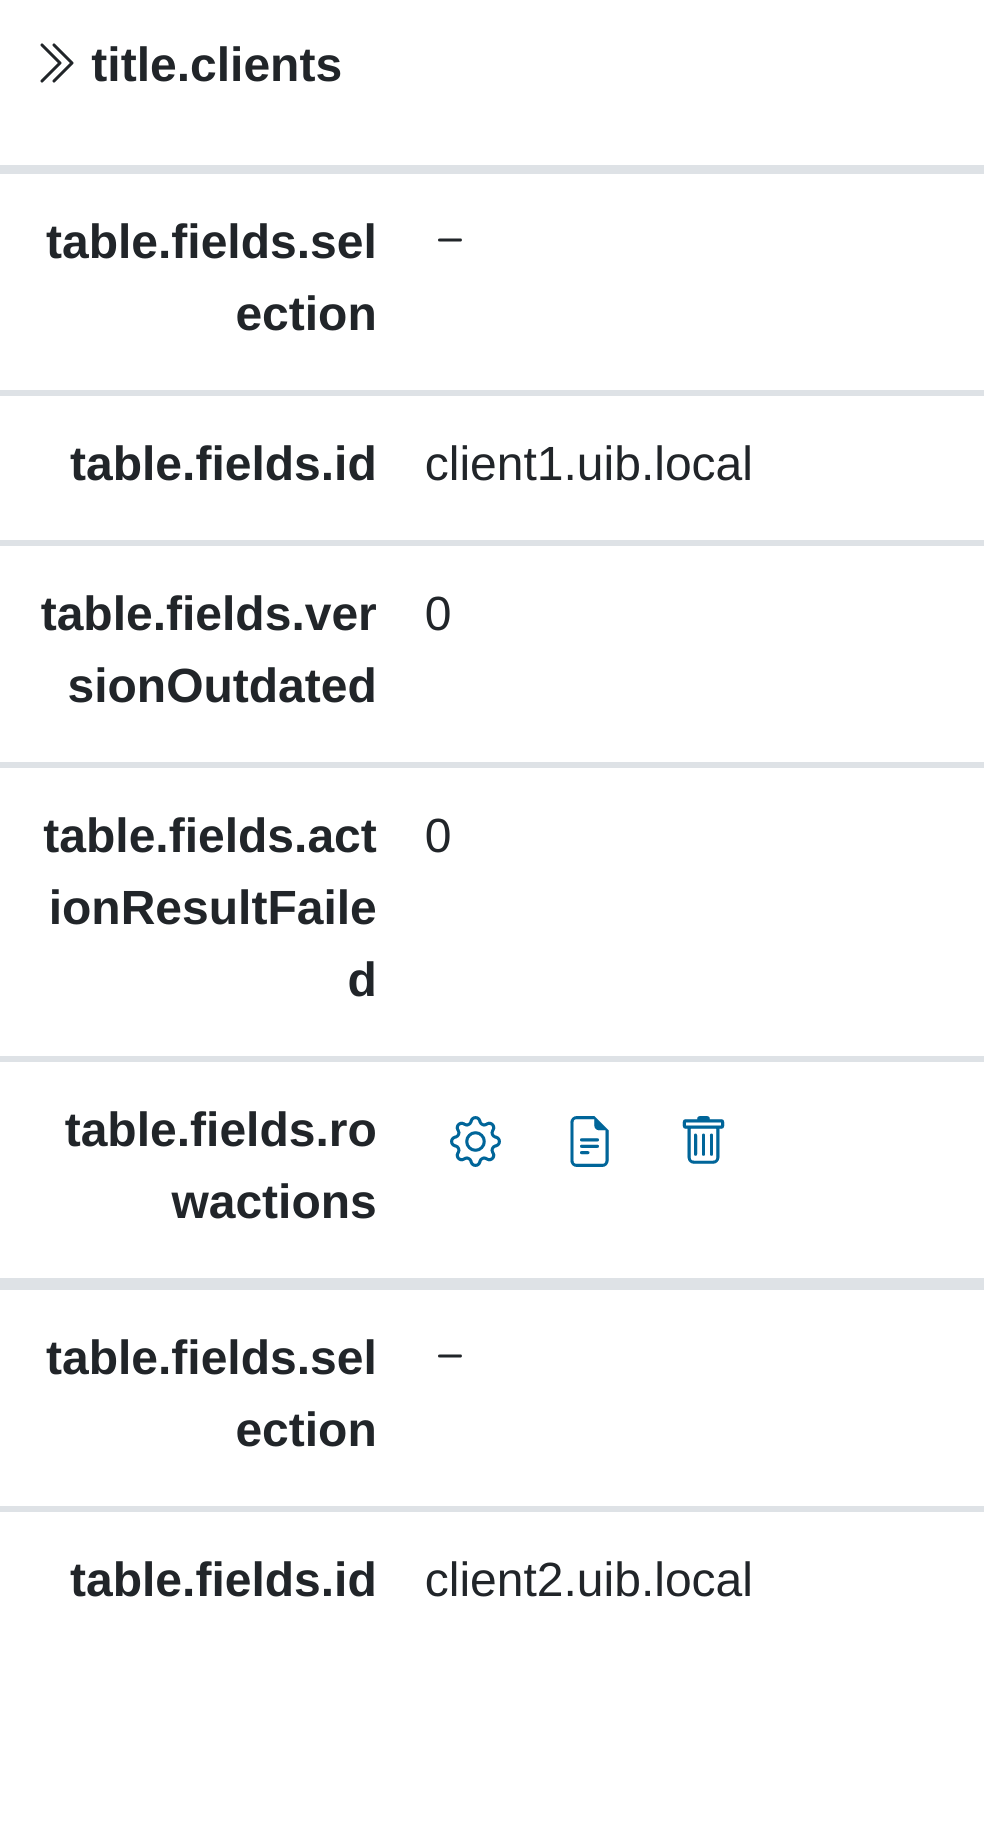 title.clients
table.fields.sel
ection
–
table.fields.id
client1.uib.local
table.fields.ver
sionOutdated
0
table.fields.act
ionResultFaile
d
0
table.fields.ro
wactions
table.fields.sel
ection
–
table.fields.id
client2.uib.local